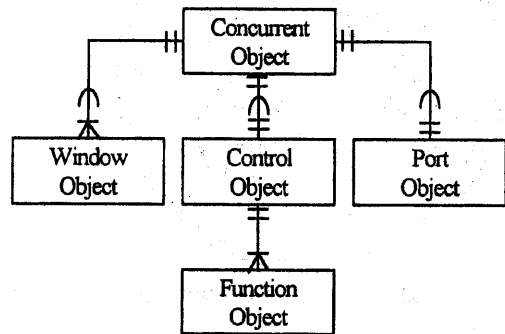 Concurrent
Object
Window
Object
Control
Object
Port
Object
Function
Object